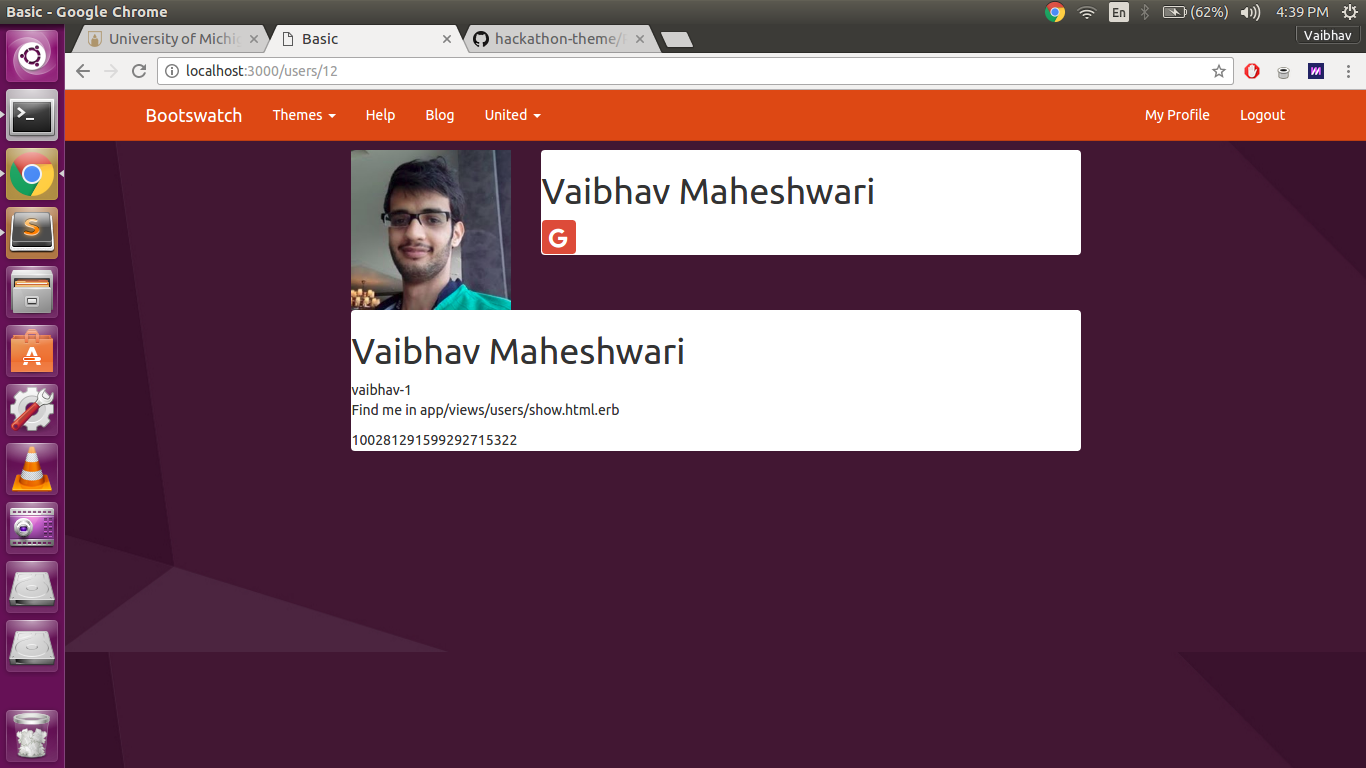 Basic - Google Chrome
En
(62%)
4:39 PM
University of Michi
Basic
hackathon-theme/
Vaibhav
localhost:3000/users/12
Bootswatch
Themes
Help
Blog
United
My Profile
Logout
Vaibhav Maheshwari
G
Vaibhav Maheshwari
vaibhav-1
Find me in app/views/users/show.html.erb
100281291599292715322